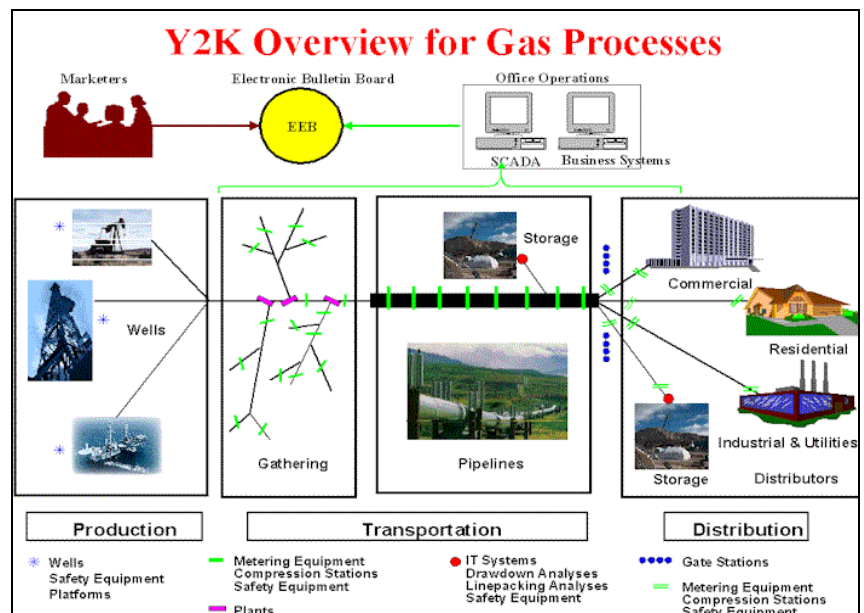 Y2K Overview for Gas Processes
Marketers
Electronic Bulletin Board
Office Operations
EEB
SCADA
Business Systems
Wells
Gathering
Storage
Pipelines
Commercial
Residential
Industrial & Utilities
Storage
Distributors
Production
Transportation
Distribution
Wells
Safety Equipment
Platforms
Metering Equipment
Compression Stations
Safety Equipment
Plants
IT Systems
Drawdown Analyses
Linepacking Analyses
Safety Equipment
Gate Stations
Metering Equipment
Compression Stations
Safety Equipment